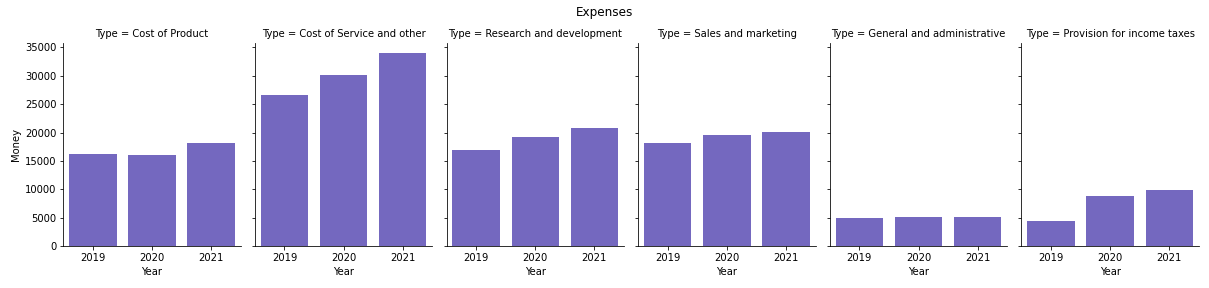 Expenses
Type = Cost of Product
Type = Cost of Service and other
Type = Research and development
Type = Sales and marketing
Type = General and administrative
Type = Provision for income taxes
35000
30000
25000
20000
15000
10000
5000
0
Money
2019 2020 2021
2019 2020 2021
2019 2020 2021
2019 2020 2021
2019 2020 2021
2019 2020 2021
Year
Year
Year
Year
Year
Year